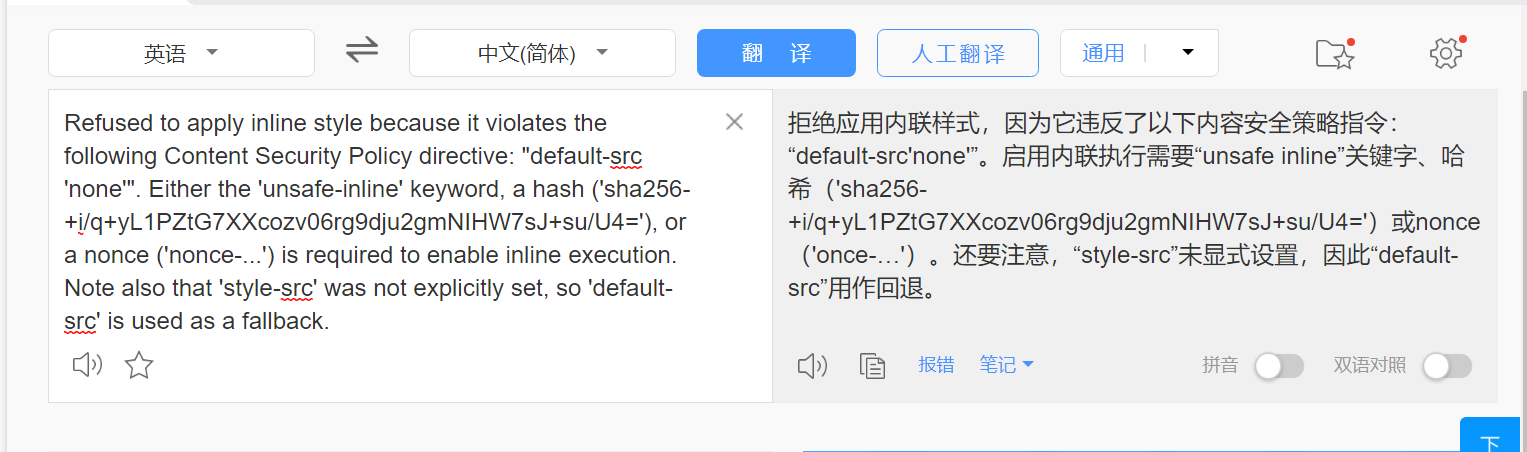 英语
中文(简体)
翻 译
人工翻译
通用
Refused to apply inline style because it violates the
following Content Security Policy directive: "default-src
'none'". Either the 'unsafe-inline' keyword, a hash ('sha256-
+i/q+yL1PZtG7XXcozv06rg9dju2gmNIHW7sJ+su/U4='), or
a nonce ('nonce-...') is required to enable inline execution.
Note also that 'style-src' was not explicitly set, so 'default-
src' is used as a fallback.
拒绝应用内联样式，因为它违反了以下内容安全策略指令：
“default-src'none'”。启用内联执行需要“unsafe inline”关键字、哈
希（'sha256-
+i/q+yL1PZtG7XXcozv06rg9dju2gmNIHW7sJ+su/U4='）或nonce
（'once-…'）。还要注意，“style-src”未显式设置，因此“default-
src”用作回退。
报错
笔记
拼音
双语对照
下